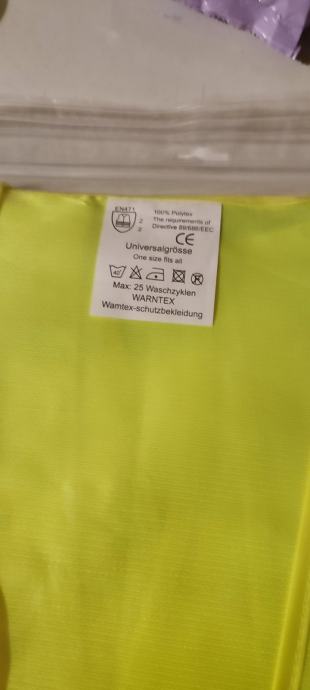 EN471
2
2
100% Polytex
The requirements of
Directive 89/686/EEC
CE
Universalgrösse
One size fits all
40°
Max: 25 Waschzyklen
WARNTEX
Warntex-schutzbekleidung